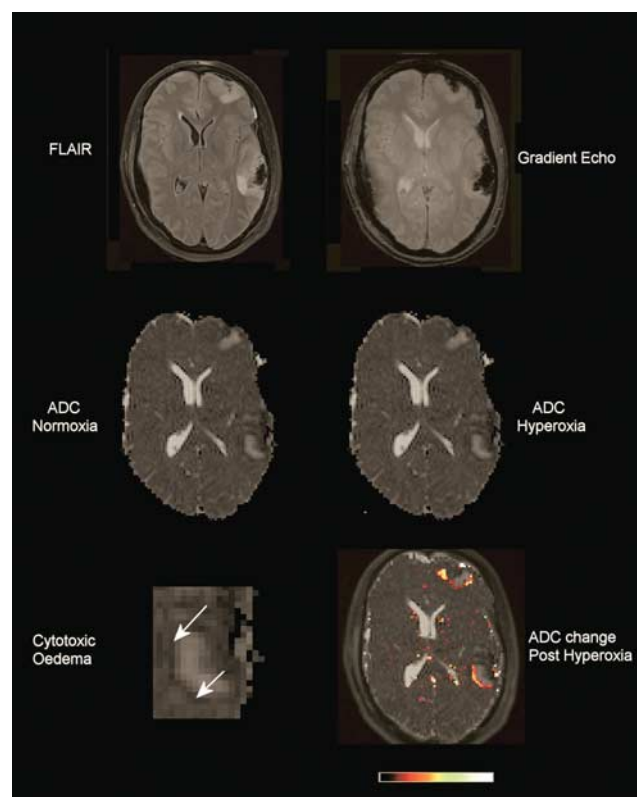 FLAIR
Gradient Echo
ADC
Normoxia
ADC
Hyperoxia
Cytotoxic
Oedema
ADC change
Post Hyperoxia